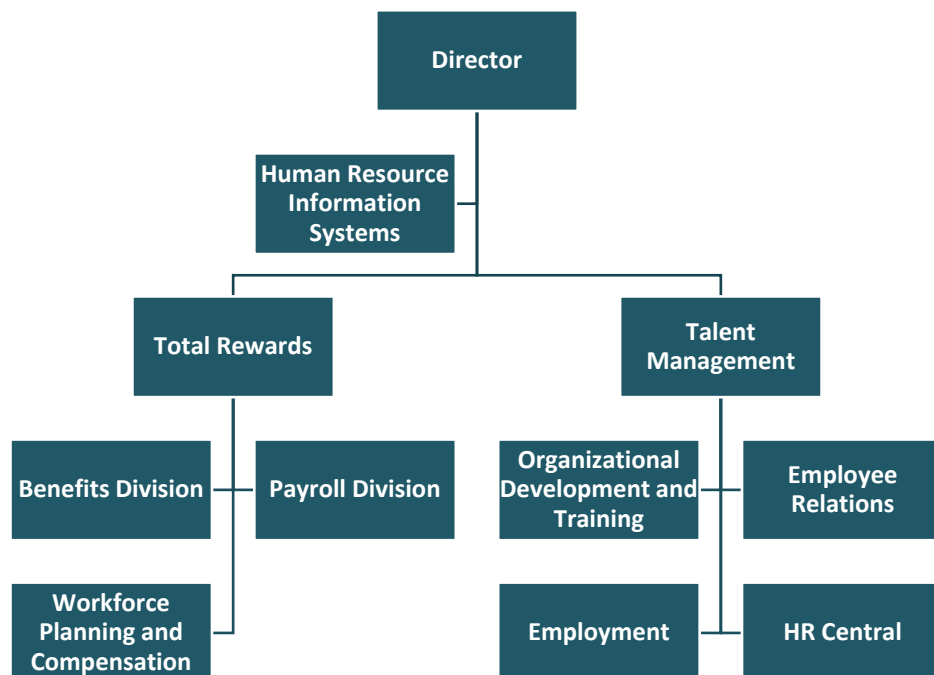 Director
Human Resource
Information
Systems
Total Rewards
Talent
Management
Benefits Division
Payroll Division
Organizational
Development and
Training
Employee
Relations
Workforce
Planning and
Compensation
Employment
HR Central